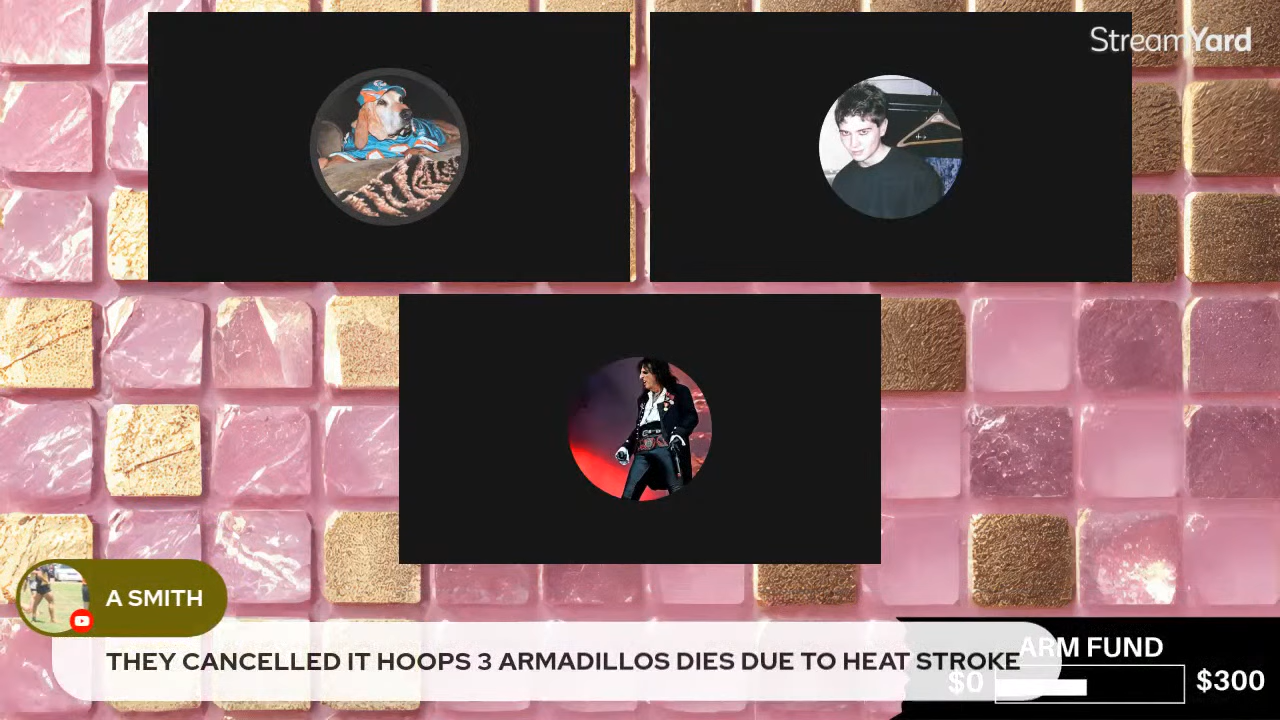 StreamYard
A SMITH
THEY CANCELLED IT HOOPS 3 ARMADILLOS DIES DUE TO HEAT STROKE
ARM FUND
$0
$300